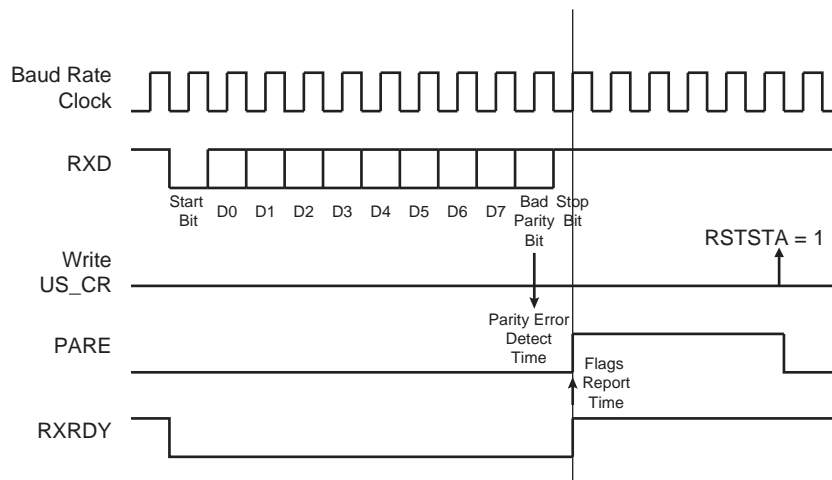 Baud Rate
Clock
RXD
Start
Bit
D0 D1 D2 D3 D4 D5 D6 D7
Bad
Parity
Bit
Stop
Bit
RSTSTA = 1
Write
US_CR
Parity Error
Detect
Time
PARE
Flags
Report
Time
RXRDY